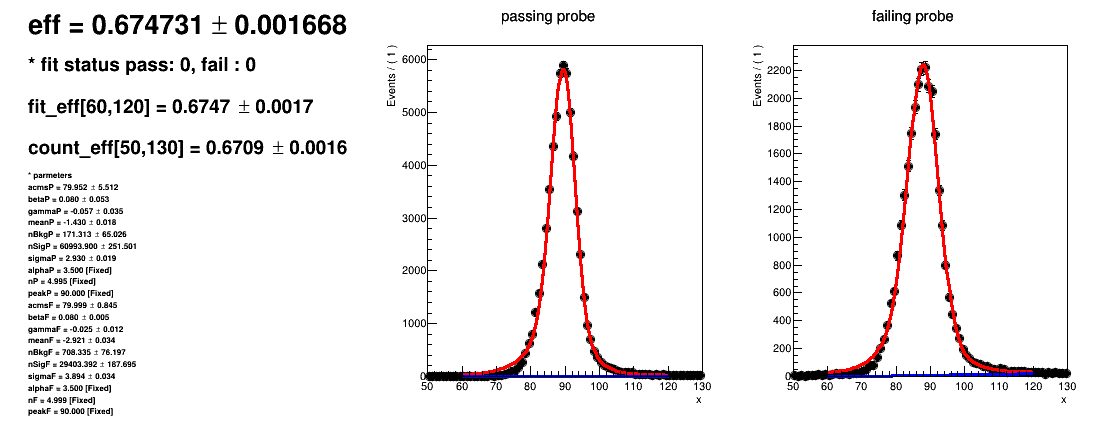 eff = 0.674731 ± 0.001668
* fit status pass: 0, fail : 0
fit_eff[60,120] = 0.6747 ± 0.0017
count_eff[50,130] = 0.6709 ± 0.0016
* parmeters
acmsP = 79.952 ± 5.512
betaP = 0.080 ± 0.053
gammaP = -0.057 ± 0.035
meanP = -1.430 ± 0.018
nBkgP = 171.313 ± 65.026
nSigP = 60993.900 ± 251.501
sigmaP = 2.930 ± 0.019
alphaP = 3.500 [Fixed]
nP = 4.995 [Fixed]
peakP = 90.000 [Fixed]
acmsF = 79.999 ± 0.845
betaF = 0.080 ± 0.005
gammaF = -0.025 ± 0.012
meanF = -2.921 ± 0.034
nBkgF = 708.335 ± 76.197
nSigF = 29403.392 ± 187.695
sigmaF = 3.894 ± 0.034
alphaF = 3.500 [Fixed]
nF = 4.999 [Fixed]
peakF = 90.000 [Fixed]
passing probe
Events / ( 1 )
6000
5000
4000
3000
2000
1000
0
50 60 70 80 90 100 110 120 130
x
failing probe
Events / ( 1 )
2200
2000
1800
1600
1400
1200
1000
800
600
400
200
0
50 60 70 80 90 100 110 120 130
x